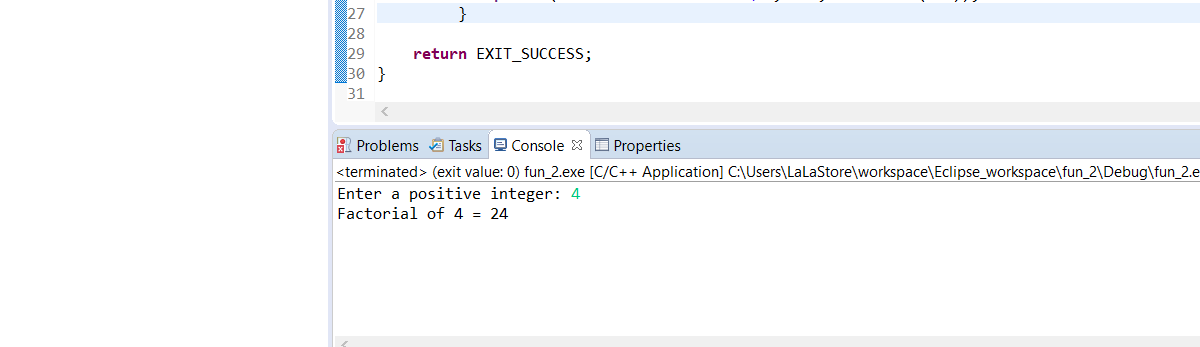 27 }
28
29 return EXIT_SUCCESS;
30 }
31
Problems Tasks Console Properties
<terminated> (exit value: 0) fun_2.exe [C/C++ Application] C:\Users\LaLaStore\workspace\Eclipse_workspace\fun_2\Debug\fun_2.e
Enter a positive integer: 4
Factorial of 4 = 24